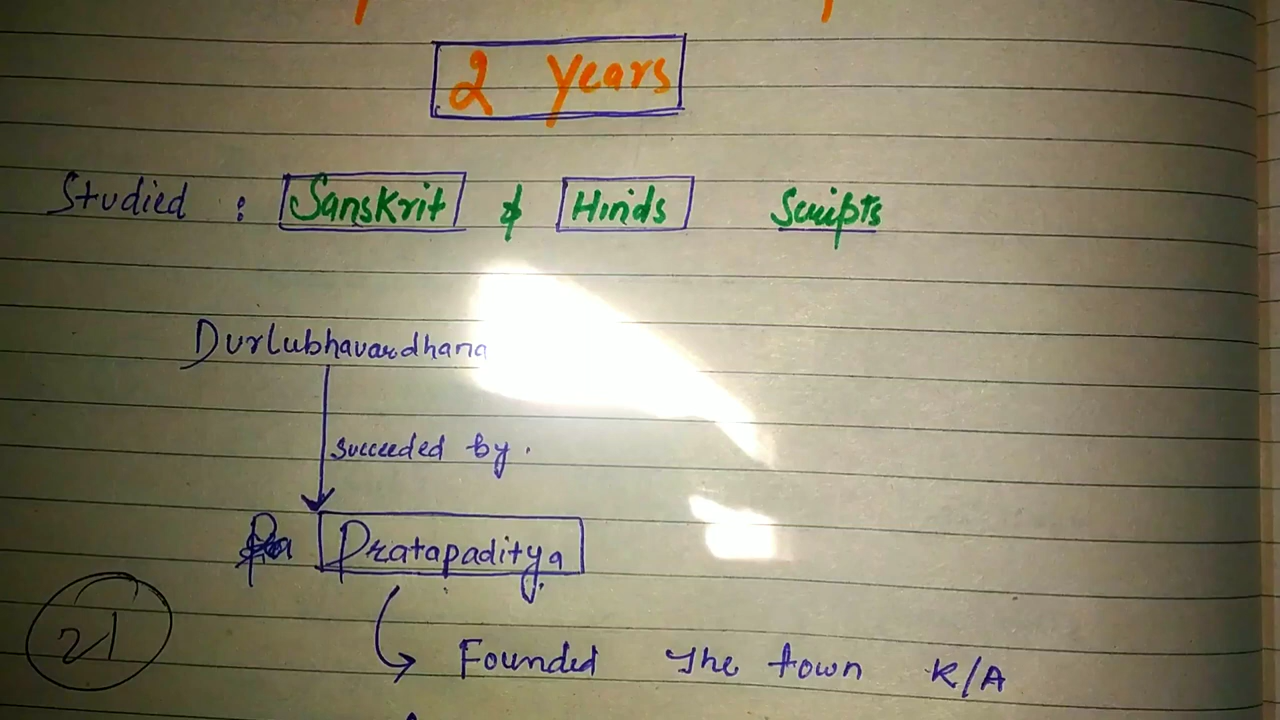 2 Years
Studied : Sanskrit & Hinds Scripts
Durlubhavardhana
succeeded by.
Pratapaditya
21
Founded The town K/A